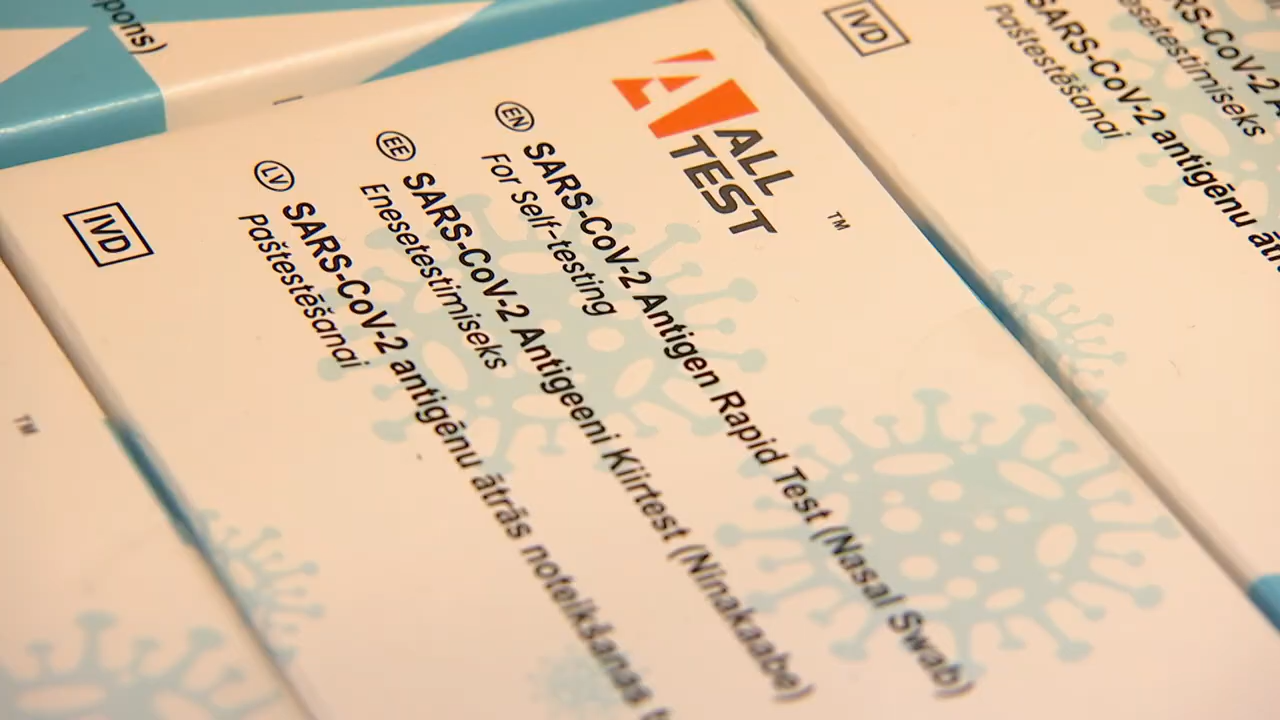 pons)
ALL
TEST
™
EN SARS-CoV-2 Antigen Rapid Test (Nasal Swab)
For Self-testing
EE SARS-CoV-2 Antigeeni Kiirtest (Ninakaabe)
Enesetestimiseks
LV SARS-CoV-2 antigēnu ātrās noteikšanas t
Paštestēšanai
IVD
™
RS-CoV-2 A
esetestimiseks
SARS-CoV-2 antigēnu ātr
Paštestēšanai
IVD